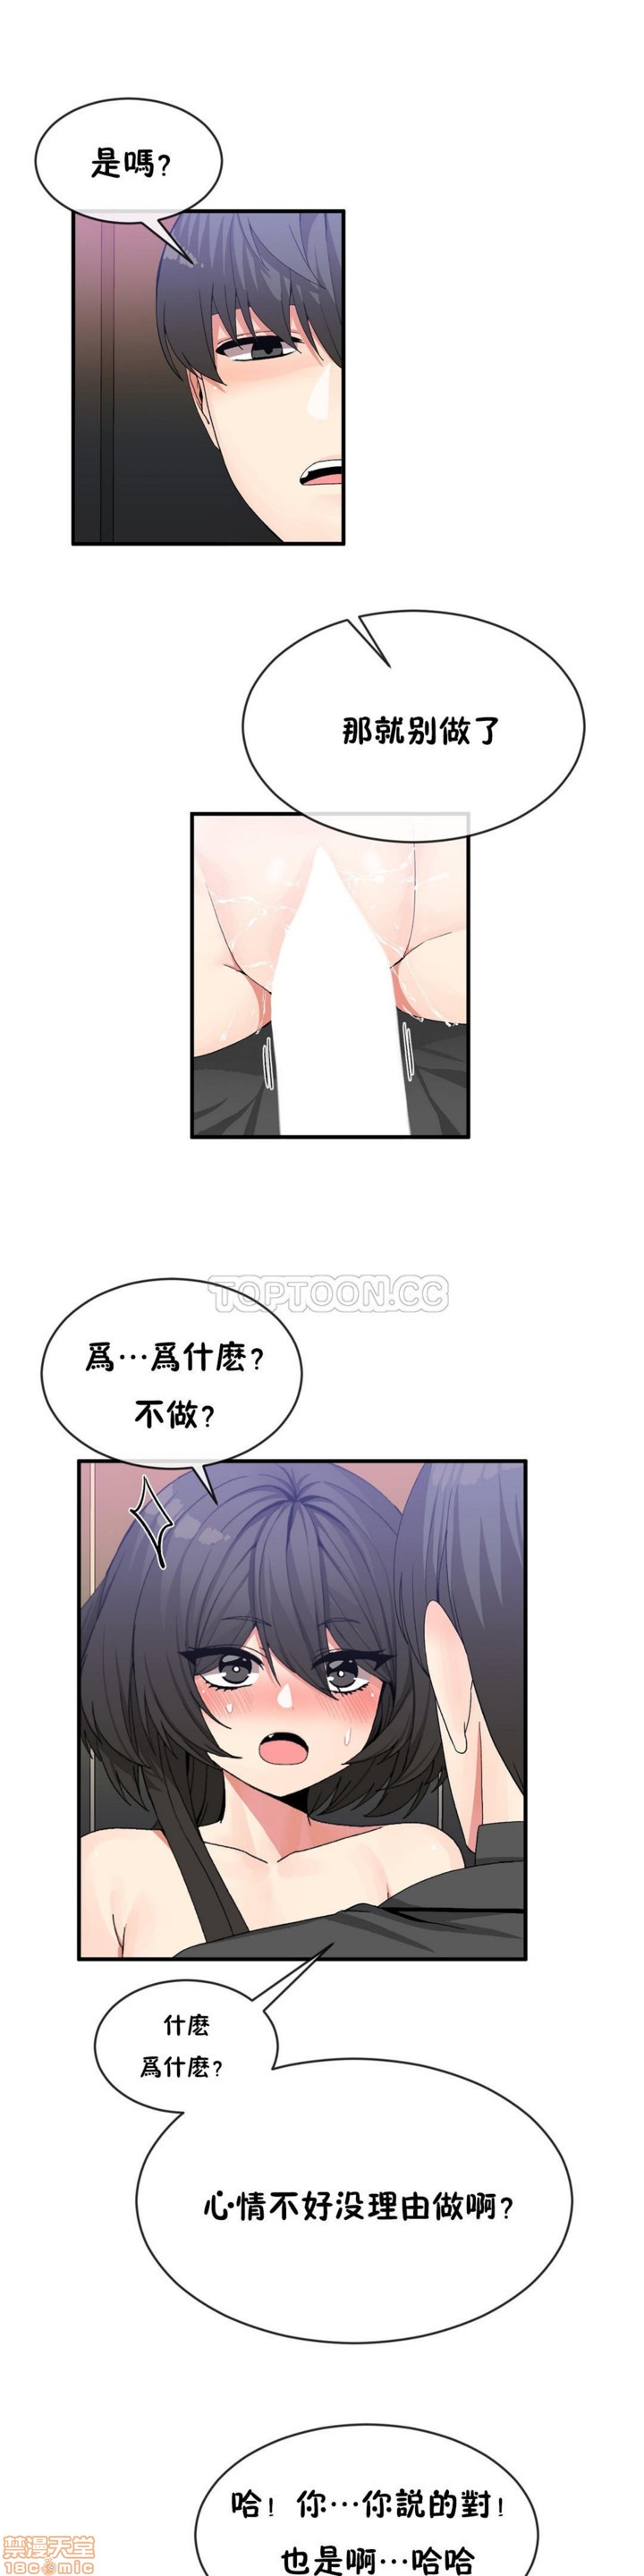 是嗎?
那就别做了
TOPTOON.CC
爲…爲什麽?
不做?
什麽
爲什麽?
心情不好没理由做啊?
哈! 你…你說的對!
也是啊…哈哈
禁漫天堂
18comic